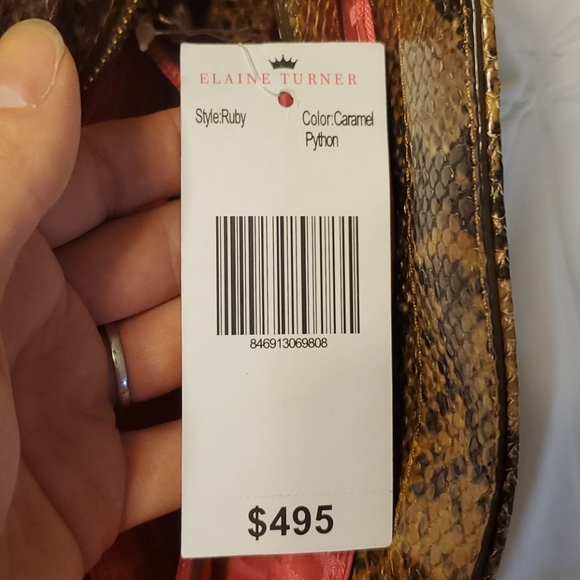 ELAINE TURNER
Style:Ruby Color:Caramel
Python
846913069808
$495